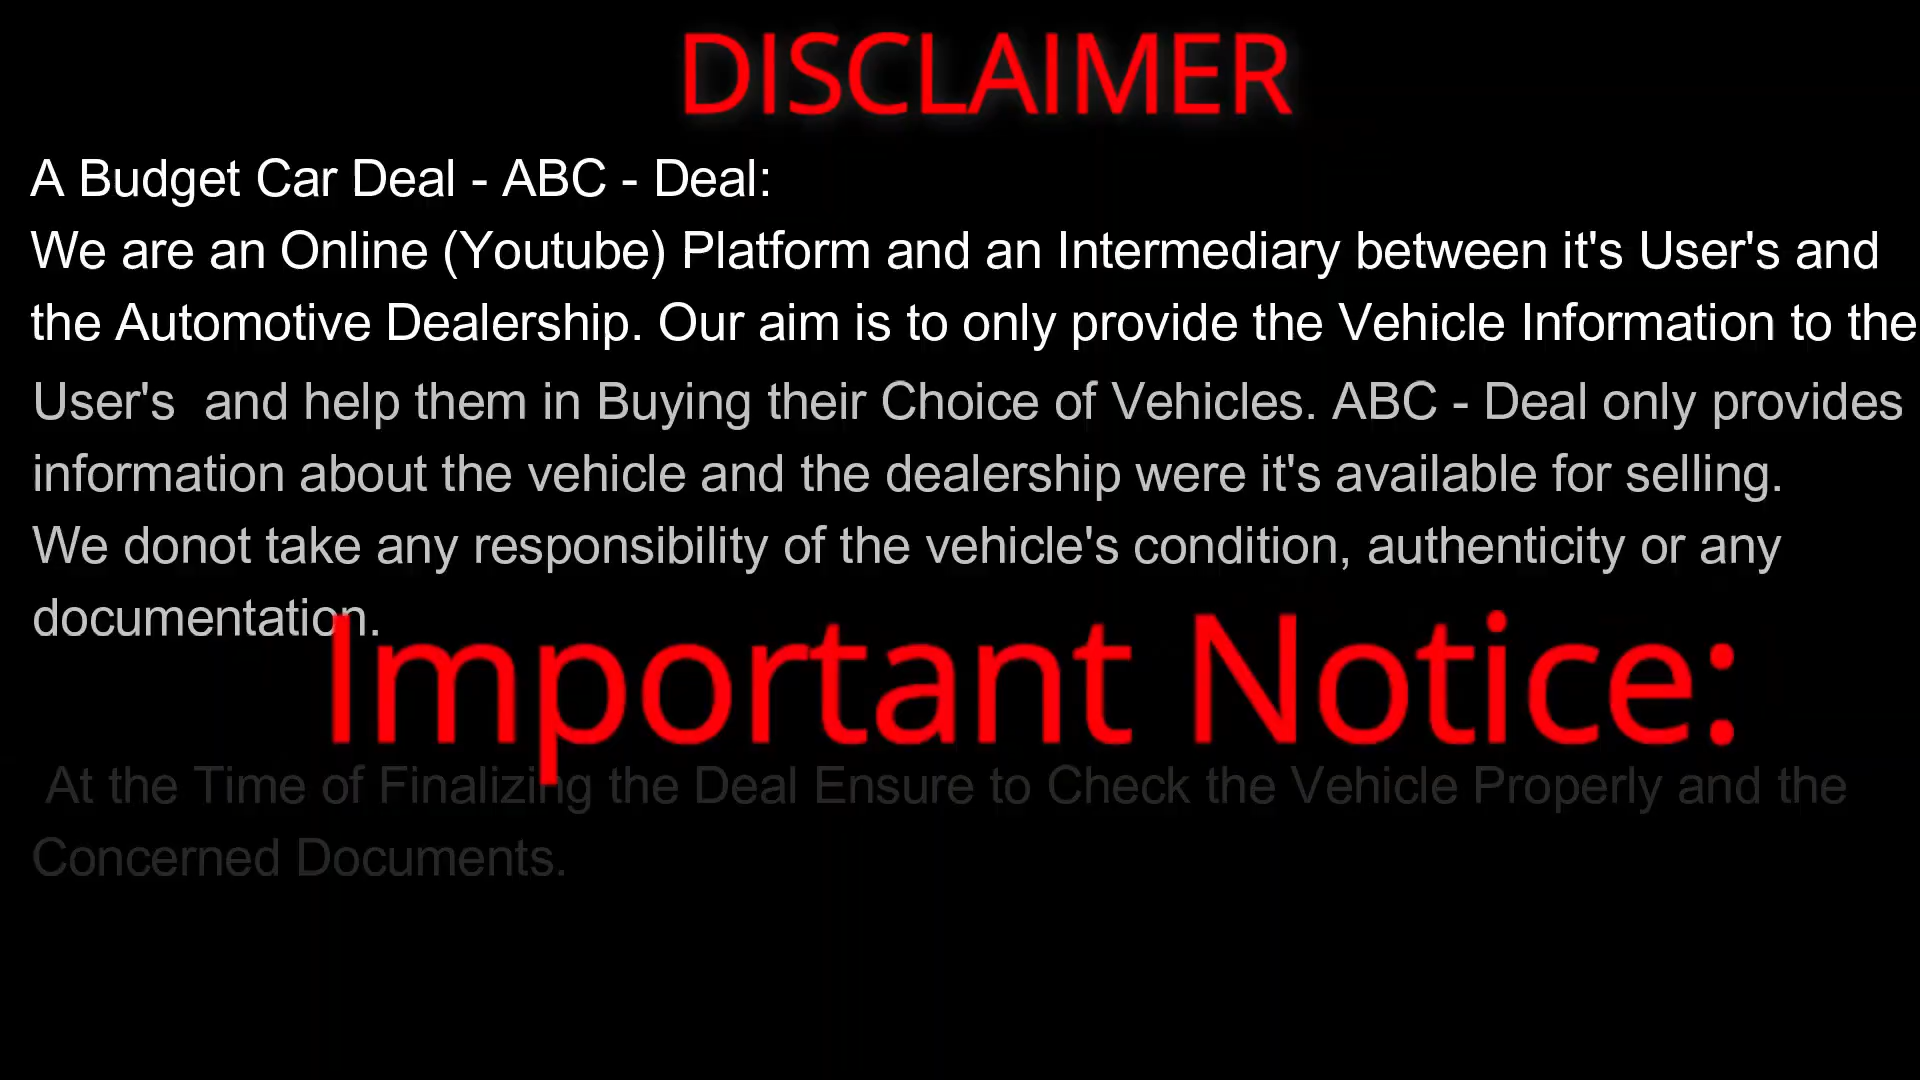 DISCLAIMER
A Budget Car Deal - ABC - Deal:
We are an Online (Youtube) Platform and an Intermediary between it's User's and
the Automotive Dealership. Our aim is to only provide the Vehicle Information to the
User's  and help them in Buying their Choice of Vehicles. ABC - Deal only provides
information about the vehicle and the dealership were it's available for selling.
We donot take any responsibility of the vehicle's condition, authenticity or any
documentation.
Important Notice:
At the Time of Finalizing the Deal Ensure to Check the Vehicle Properly and the
Concerned Documents.